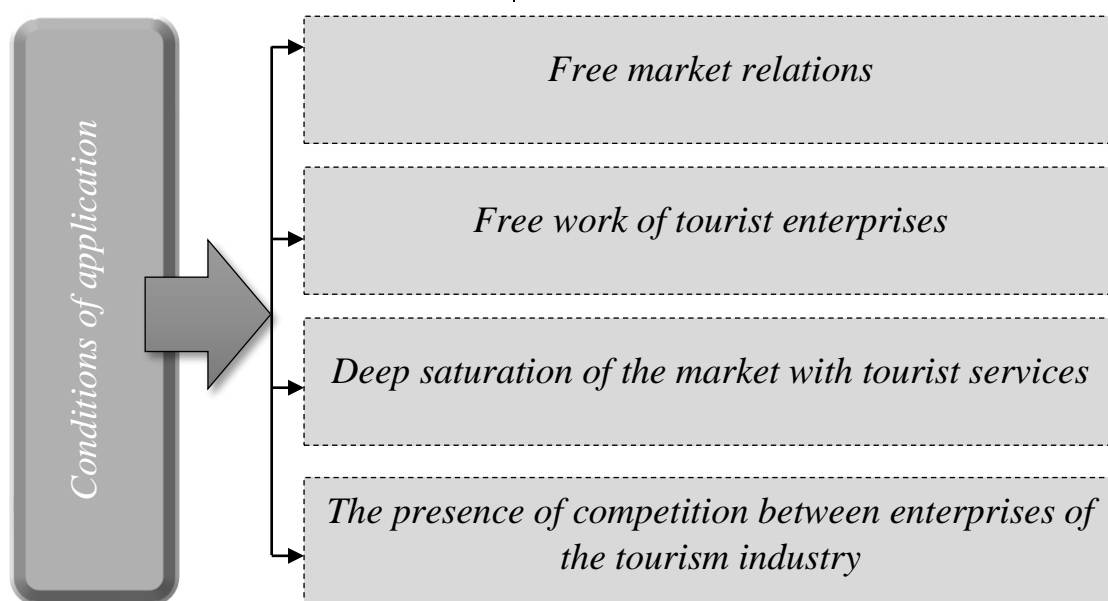 Conditions of application
Free market relations
Free work of tourist enterprises
Deep saturation of the market with tourist services
The presence of competition between enterprises of
the tourism industry